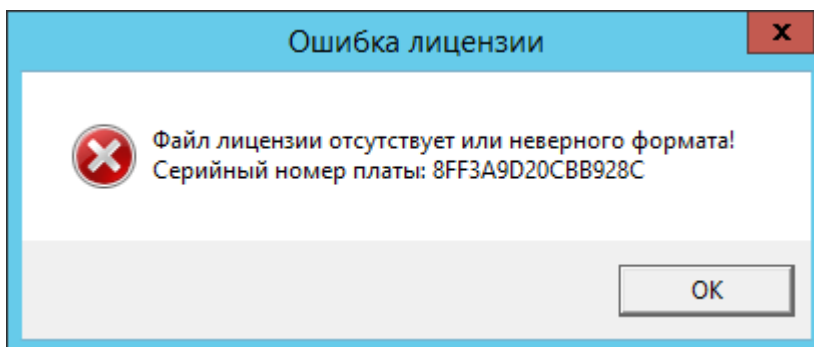 Ошибка лицензии
x
Файл лицензии отсутствует или неверного формата!
Серийный номер платы: 8FF3A9D20CBB928C
OK